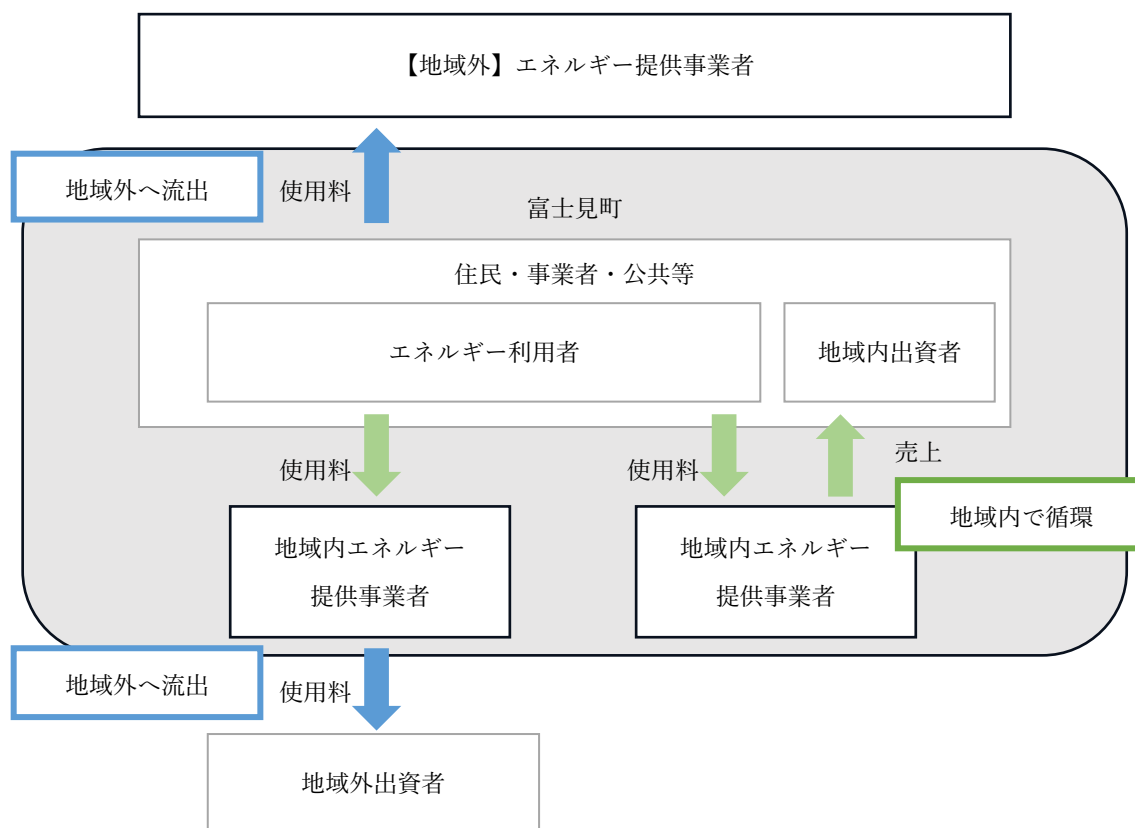 【地域外】エネルギー提供事業者
地域外へ流出
使用料
富士見町
住民・事業者・公共等
エネルギー利用者
地域内出資者
使用料
使用料
売上
地域内で循環
地域内エネルギー
提供事業者
地域内エネルギー
提供事業者
地域外へ流出
使用料
地域外出資者